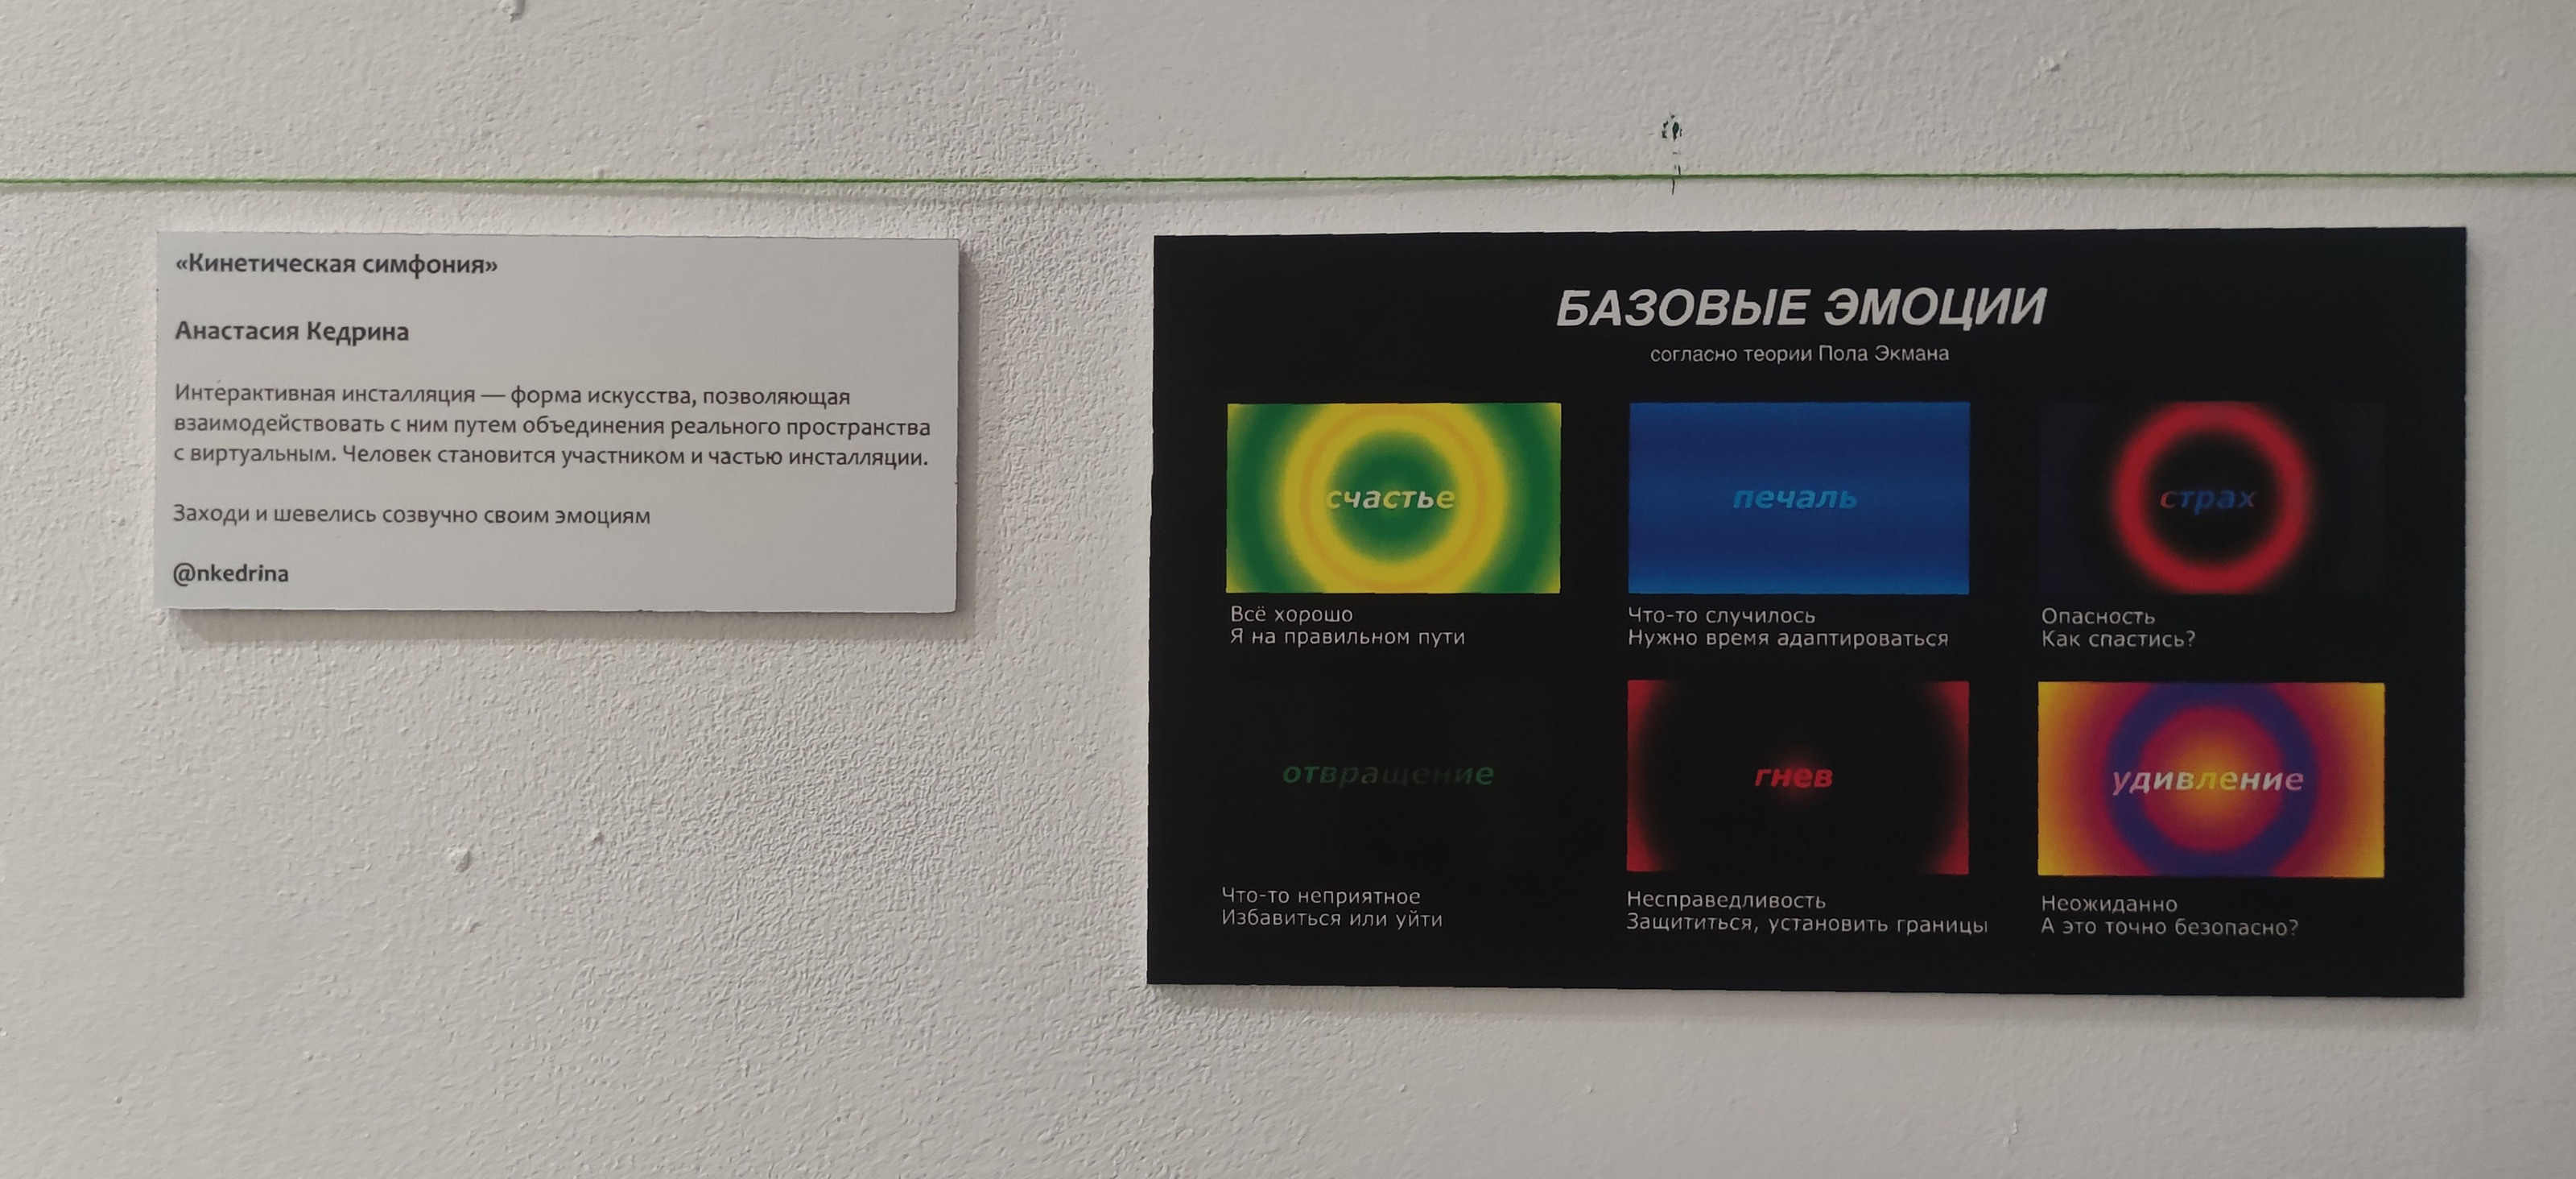 «Кинетическая симфония»
Анастасия Кедрина
Интерактивная инсталляция — форма искусства, позволяющая
взаимодействовать с ним путем объединения реального пространства
с виртуальным. Человек становится участником и частью инсталляции.
Заходи и шевелись созвучно своим эмоциям
@nkedrina
БАЗОВЫЕ ЭМОЦИИ
согласно теории Пола Экмана
счастье
Всё хорошо
Я на правильном пути
печаль
Что-то случилось
Нужно время адаптироваться
страх
Опасность
Как спастись?
отвращение
Что-то неприятное
Избавиться или уйти
гнев
Несправедливость
Защититься, установить границы
удивление
Неожиданно
А это точно безопасно?